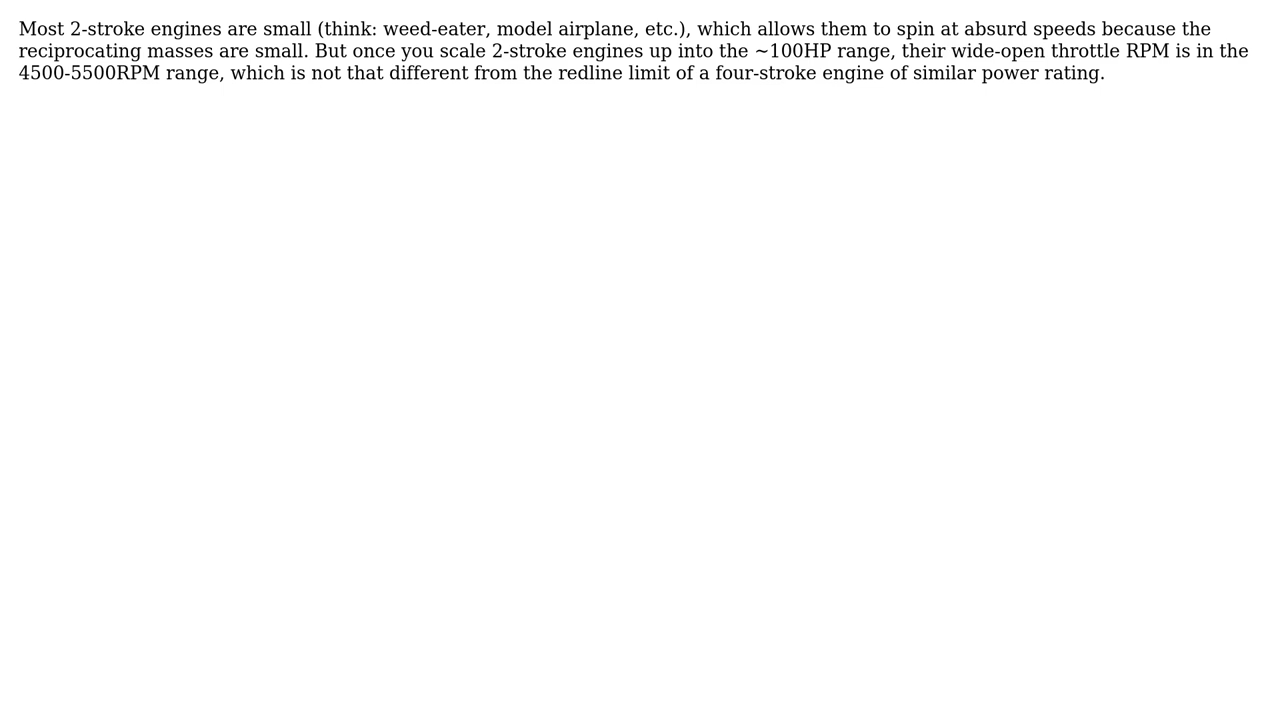 Most 2-stroke engines are small (think: weed-eater, model airplane, etc.), which allows them to spin at absurd speeds because the
reciprocating masses are small. But once you scale 2-stroke engines up into the ~100HP range, their wide-open throttle RPM is in the
4500-5500RPM range, which is not that different from the redline limit of a four-stroke engine of similar power rating.